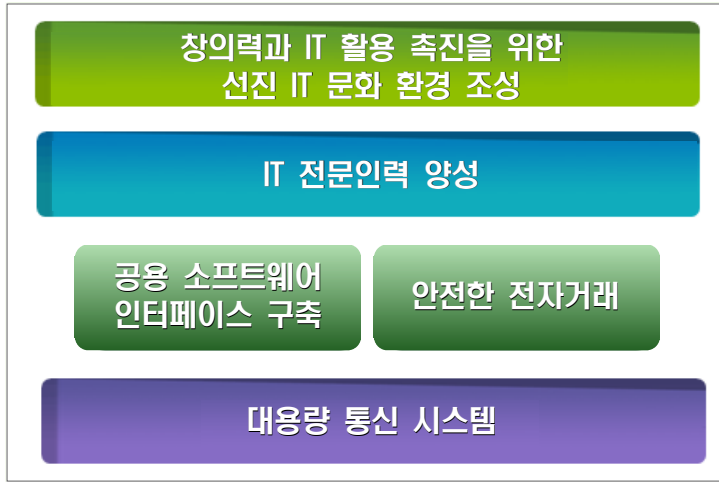 창의력과 IT 활용 촉진을 위한
선진 IT 문화 환경 조성
IT 전문인력 양성
공용 소프트웨어
인터페이스 구축
안전한 전자거래
대용량 통신 시스템